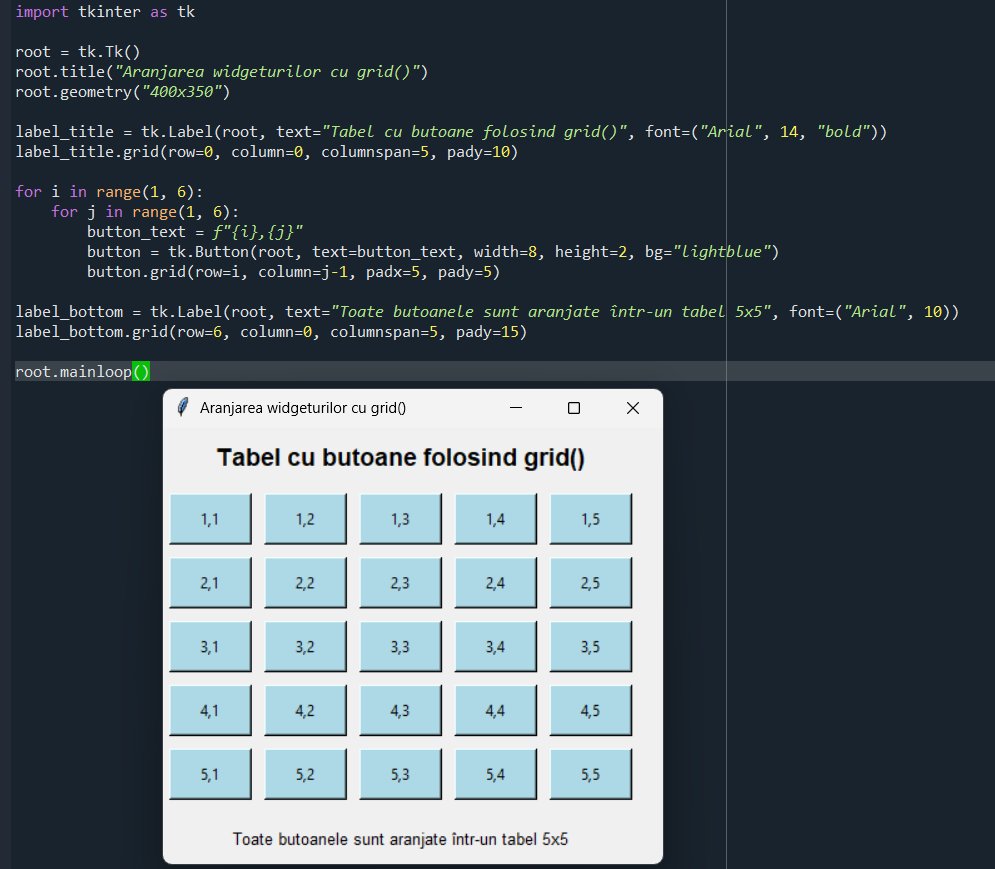 import tkinter as tk
root = tk.Tk()
root.title("Aranjarea widgeturilor cu grid()")
root.geometry("400x350")
label_title = tk.Label(root, text="Tabel cu butoane folosind grid()", font=("Arial", 14, "bold"))
label_title.grid(row=0, column=0, columnspan=5, pady=10)
for i in range(1, 6):
    for j in range(1, 6):
        button_text = f"{i},{j}"
        button = tk.Button(root, text=button_text, width=8, height=2, bg="lightblue")
        button.grid(row=i, column=j-1, padx=5, pady=5)
label_bottom = tk.Label(root, text="Toate butoanele sunt aranjate într-un tabel 5x5", font=("Arial", 10))
label_bottom.grid(row=6, column=0, columnspan=5, pady=15)
root.mainloop()
Aranjarea widgeturilor cu grid()
Tabel cu butoane folosind grid()
1,1 1,2 1,3 1,4 1,5
2,1 2,2 2,3 2,4 2,5
3,1 3,2 3,3 3,4 3,5
4,1 4,2 4,3 4,4 4,5
5,1 5,2 5,3 5,4 5,5
Toate butoanele sunt aranjate într-un tabel 5x5